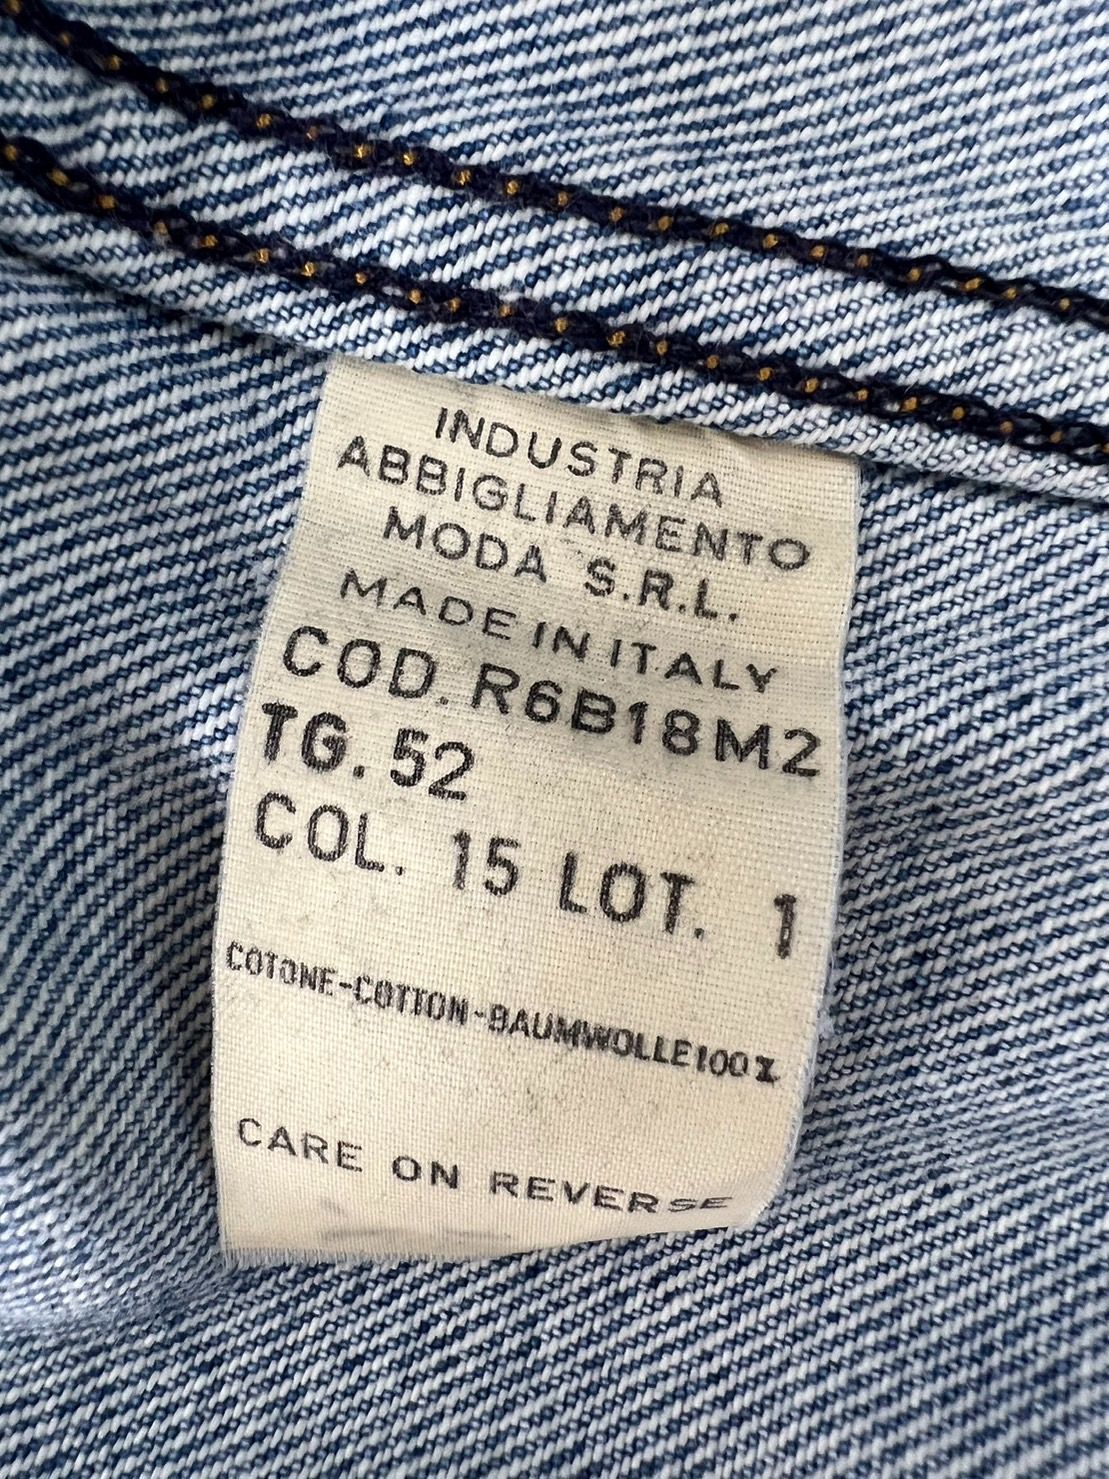 INDUSTRIA
ABBIGLIAMENTO
MODA S.R.L.
MADE IN ITALY
COD. R6B18M2
TG. 52
COL. 15 LOT. 1
COTONE-COTTON-BAUMWOLLE100%
CARE ON REVERSE